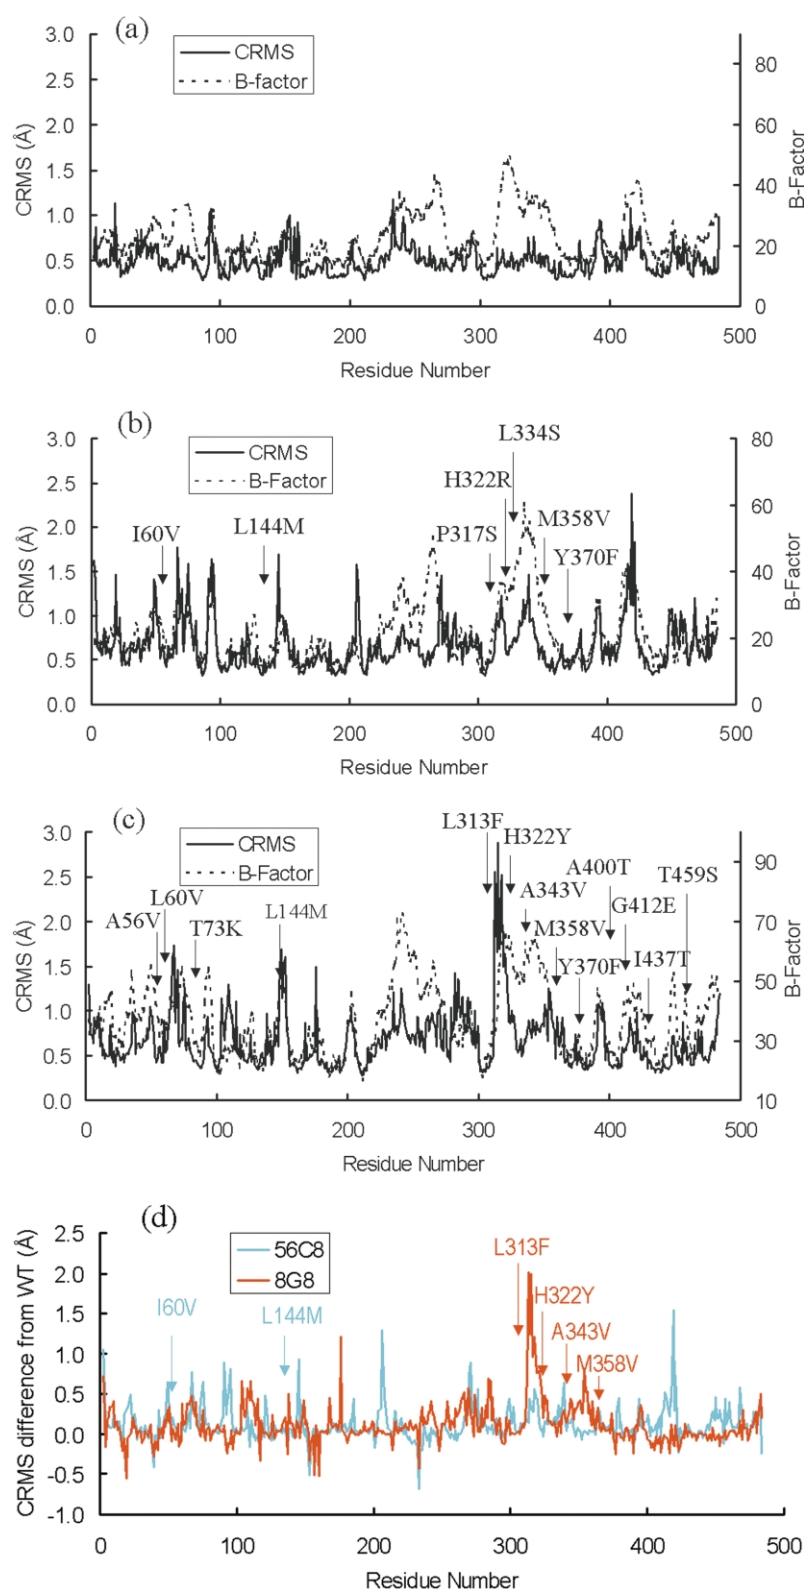 (a)
CRMS
B-factor
CRMS (Å)
3.0
2.5
2.0
1.5
1.0
0.5
0.0
80
60
40
20
0
B-Factor
0 100 200 300 400 500
Residue Number
(b)
CRMS
B-Factor
L334S
H322R
P317S
M358V
Y370F
I60V
L144M
CRMS (Å)
3.0
2.5
2.0
1.5
1.0
0.5
0.0
80
60
40
20
0
B-Factor
0 100 200 300 400 500
Residue Number
(c)
CRMS
B-Factor
L313F
H322Y
A400T
T459S
A343V
G412E
L60V
A56V
T73K
L144M
M358V
Y370F
I437T
CRMS (Å)
3.0
2.5
2.0
1.5
1.0
0.5
0.0
90
70
50
30
10
B-Factor
0 100 200 300 400 500
Residue Number
(d)
56C8
8G8
L313F
I60V
L144M
H322Y
A343V
M358V
CRMS difference from WT (Å)
2.5
2.0
1.5
1.0
0.5
0.0
-0.5
-1.0
0 100 200 300 400 500
Residue Number